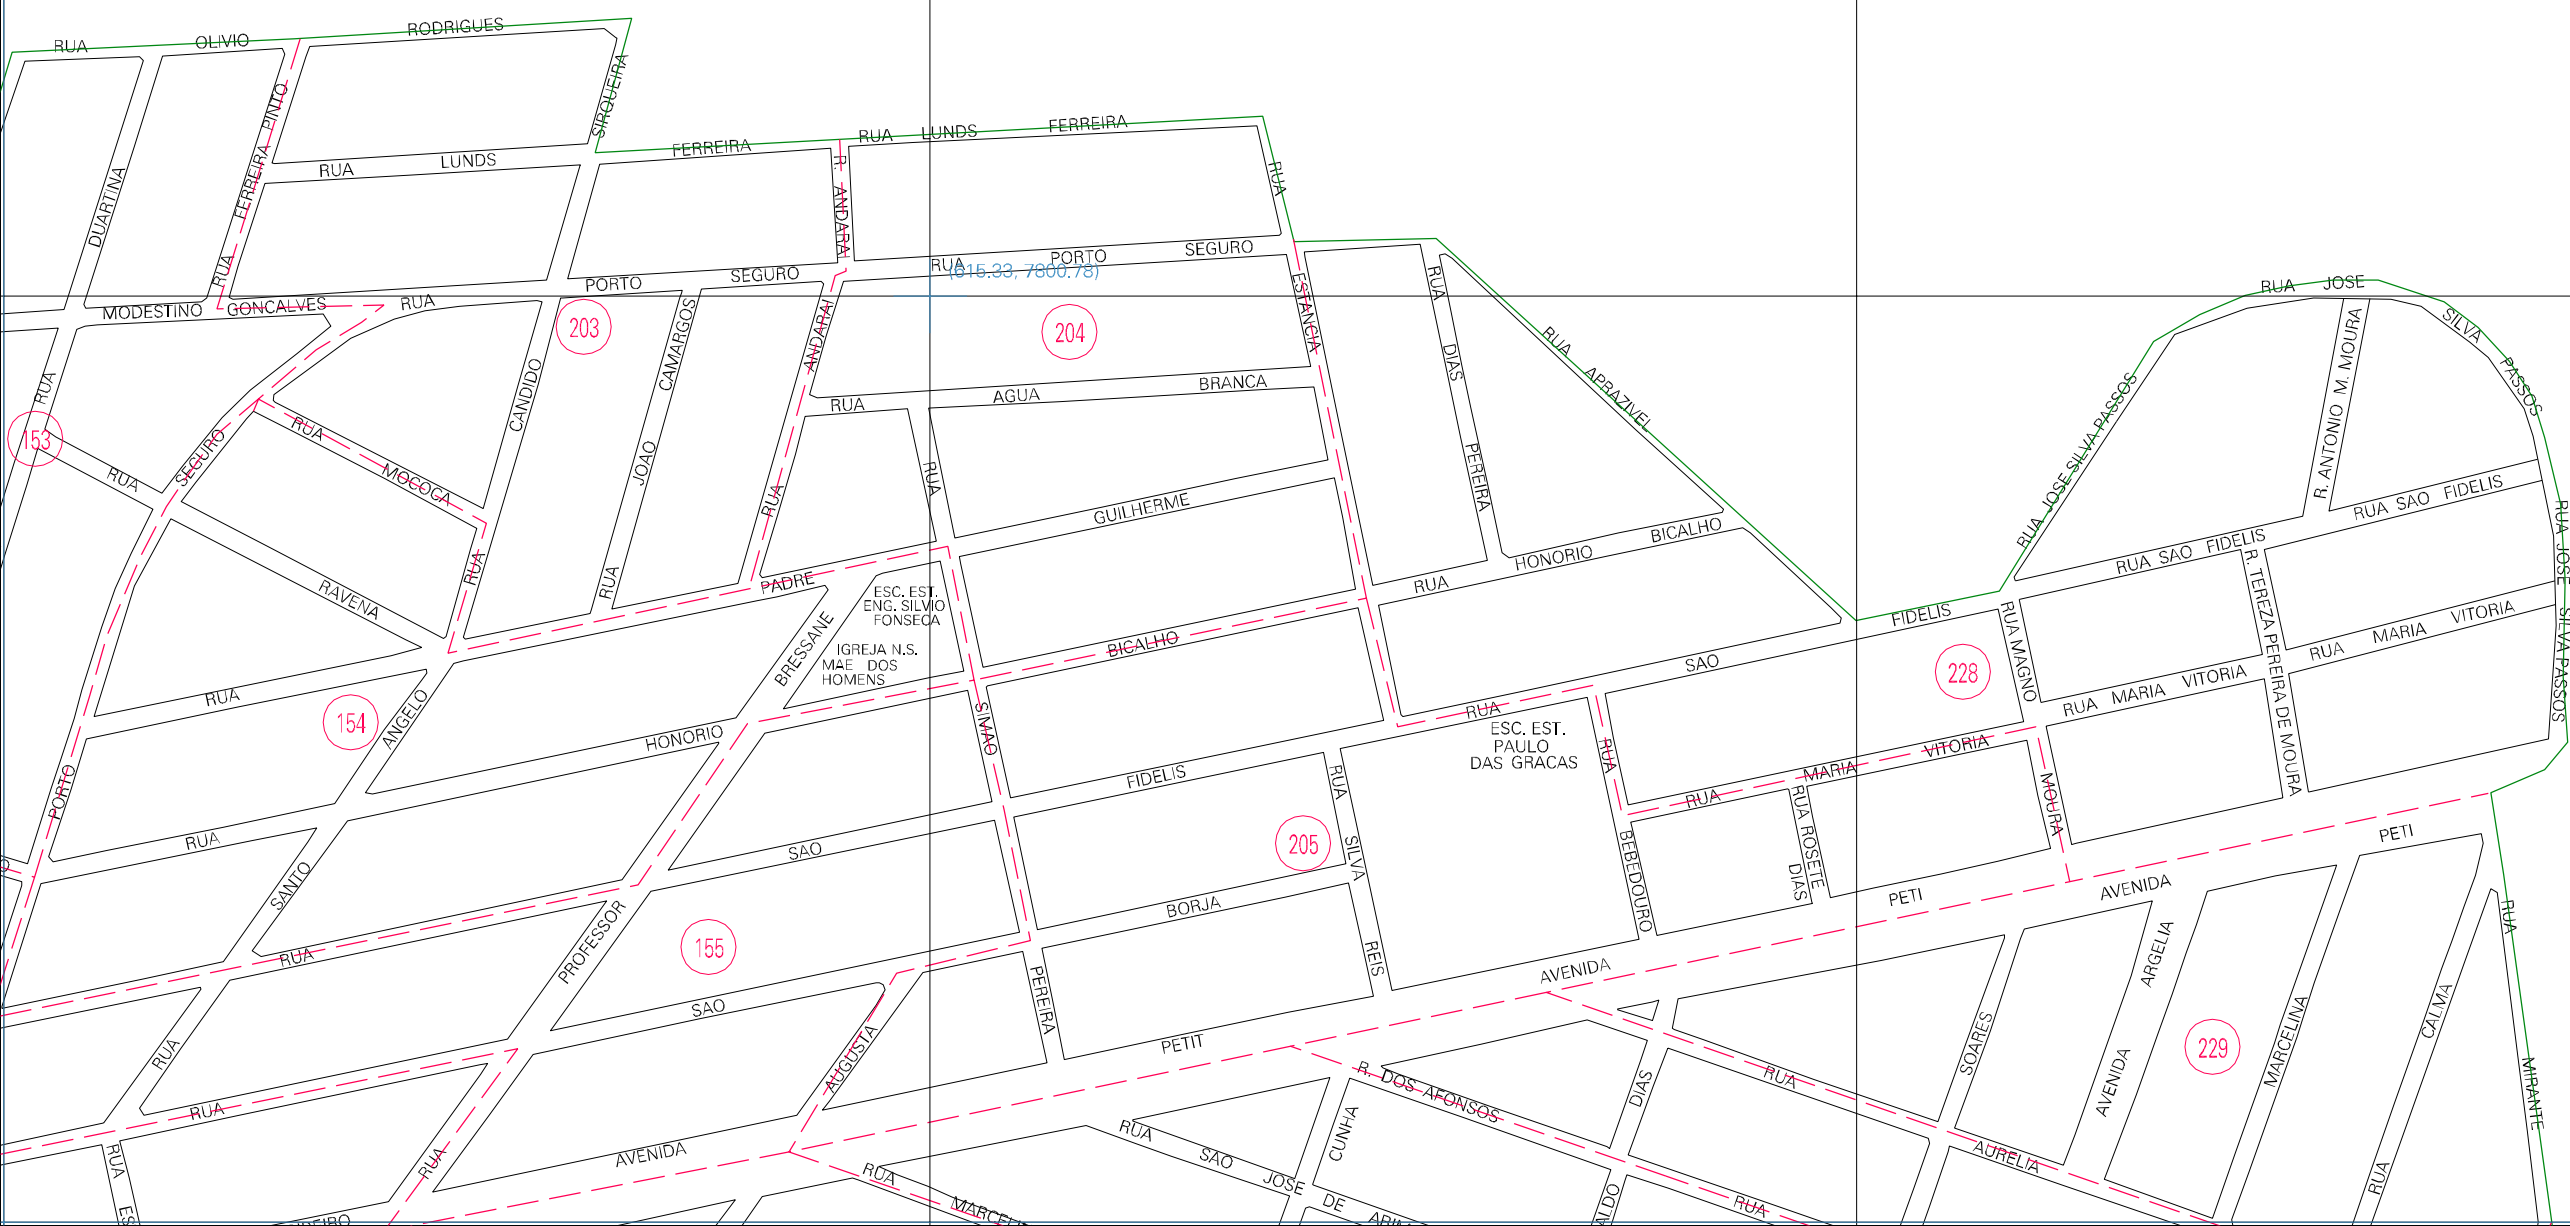 RUA OLIVIO RODRIGUES
SIRQUEIRA
RUA FERREIRA PINTO
DUARTINA
RUA LUNDS FERREIRA
RUA LUNDS FERREIRA
R. ANDARAI
RUA
RUA PORTO SEGURO
(615.33, 7800.78)
PORTO SEGURO
MODESTINO GONCALVES
RUA
203
204
CANDIDO
JOAO CAMARGOS
RUA
RUA ANDARAI
ESTANCIA
RUA DIAS PEREIRA
RUA APRAZIVEL
RUA JOSE SILVA PASSOS
RUA JOSE SILVA PASSOS
R. ANTONIO M. MOURA
RUA AGUA BRANCA
RUA
153
RUA
RUA MOCOCA
SEGURO
RUA RAVENA
RUA
GUILHERME
PADRE
RUA
RUA HONORIO BICALHO
RUA SAO FIDELIS
RUA SAO FIDELIS
RUA JOSE SILVA PASSOS
R. TEREZA PEREIRA DE MOURA
ESC. EST.
ENG. SILVIO
FONSECA
IGREJA N.S.
MAE DOS
HOMENS
BRESSANE
BICALHO
SIMAO
RUA SAO FIDELIS
228
RUA MAGNO
MOURA
RUA MARIA VITORIA
RUA MARIA VITORIA
RUA MARIA VITORIA
154
RUA
ANGELO
HONORIO
RUA
PORTO
ESC. EST.
PAULO
DAS GRACAS
RUA BEBEDOURO
RUA ROSETE
DIAS
FIDELIS
SAO
RUA
205
RUA SILVA REIS
SANTO
RUA
PROFESSOR
RUA
155
BORJA
SAO
RUA
PEREIRA
AUGUSTA
AVENIDA PETIT
AVENIDA PETI
AVENIDA PETI
SOARES
AVENIDA ARGELIA
229
MARCELINA
RUA CALMA
RUA MIRANTE
RUA AURELIA
R. DOS AFONSOS
RUA
DIAS
CUNHA
RUA SAO JOSE DE
RUA
RUA